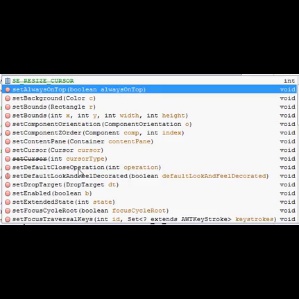 SE_RESIZE_CURSOR int
setAlwaysOnTop(boolean alwaysOnTop) void
setBackground(Color c) void
setBounds(Rectangle r) void
setBounds(int x, int y, int width, int height) void
setComponentOrientation(ComponentOrientation o) void
setComponentZOrder(Component comp, int index) void
setContentPane(Container contentPane) void
setCursor(Cursor cursor) void
setCursor(int cursorType) void
setDefaultCloseOperation(int operation) void
setDefaultLookAndFeelDecorated(boolean defaultLookAndFeelDecorated) void
setDropTarget(DropTarget dt) void
setEnabled(boolean b) void
setExtendedState(int state) void
setFocusCycleRoot(boolean focusCycleRoot) void
setFocusTraversalKeys(int id, Set<? extends AWTKeyStroke> keystrokes) void